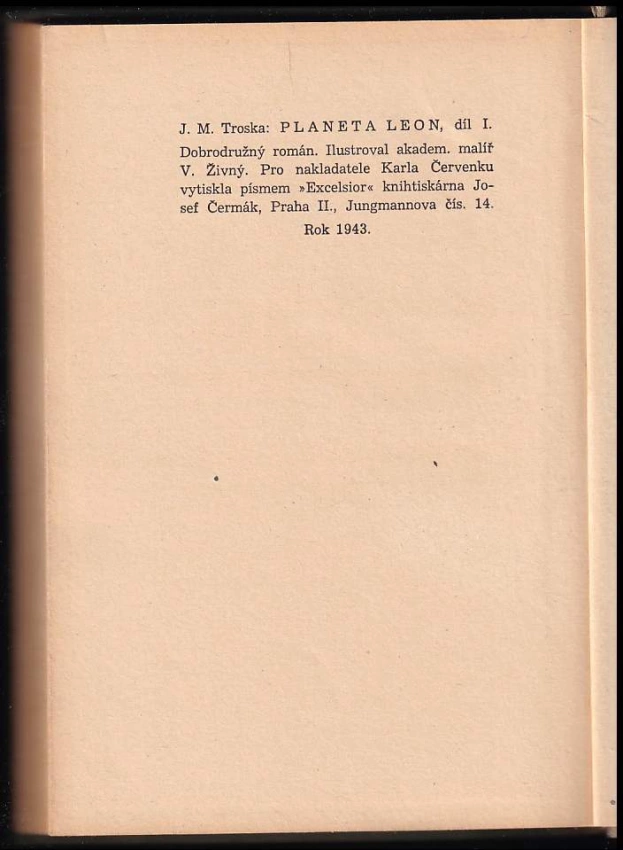 J. M. Troska: PLANETA LEON, díl I.
Dobrodružný román. Ilustroval akadem. malíř
V. Živný. Pro nakladatele Karla Červenku
vytiskla písmem »Excelsior« knihtiskárna Jo-
sef Čermák, Praha II., Jungmannova čís. 14.
Rok 1943.